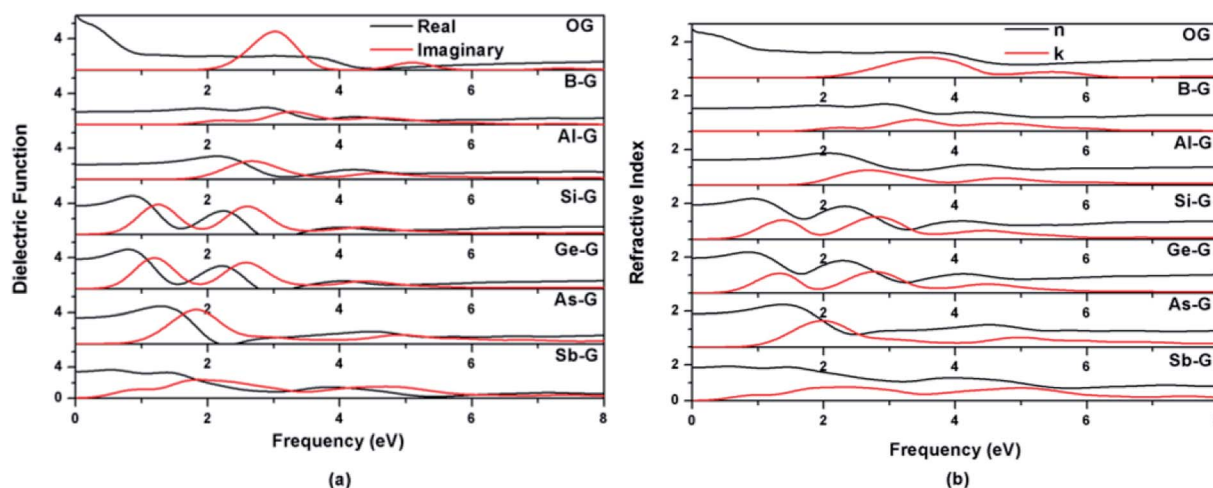 Dielectric Function
4
Real
Imaginary
OG
2 4 6
4
B-G
2 4 6
4
Al-G
2 4 6
4
Si-G
2 4 6
4
Ge-G
2 4 6
4
As-G
2 4 6
4
Sb-G
0
0 2 4 6 8
Frequency (eV)
(a)
Refractive Index
2
n
k
OG
2 4 6
2
B-G
2 4 6
2
Al-G
2 4 6
2
Si-G
2 4 6
2
Ge-G
2 4 6
2
As-G
2 4 6
2
Sb-G
0
0 2 4 6
Frequency (eV)
(b)